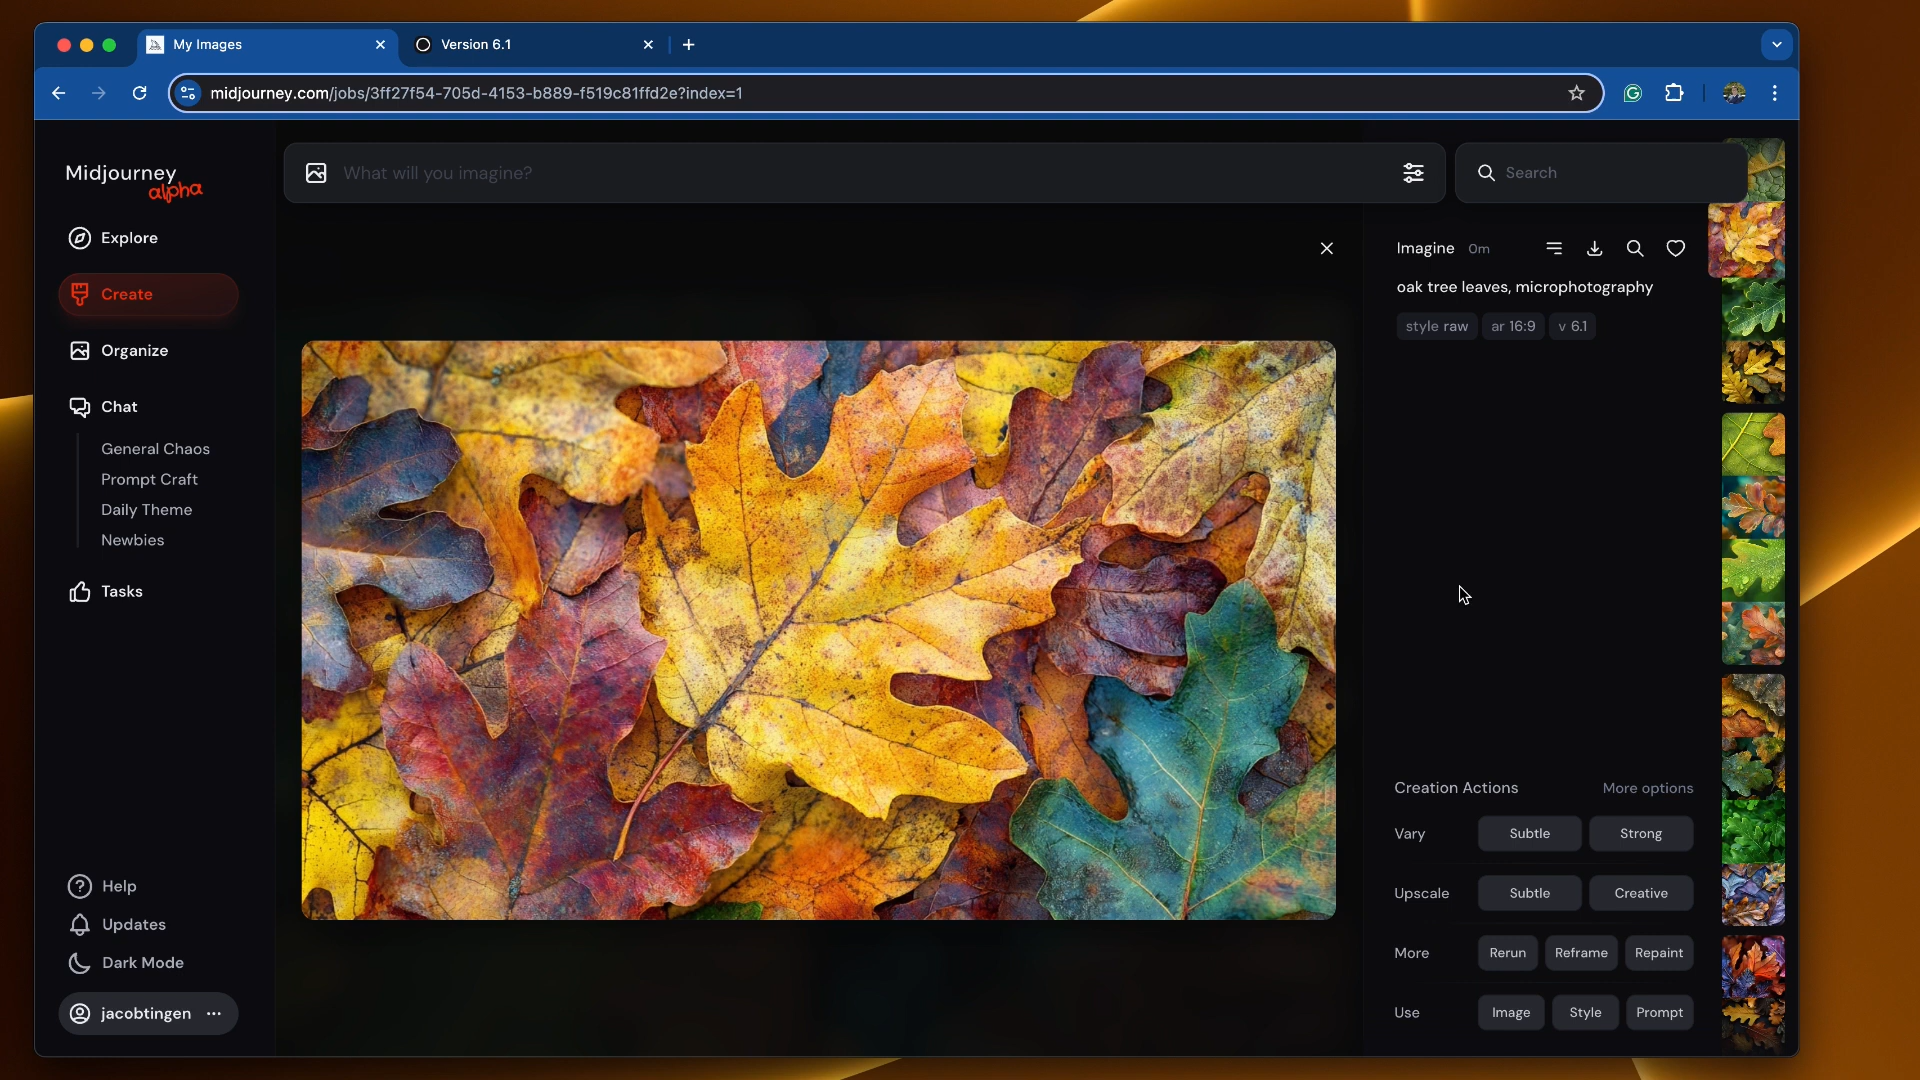 My Images
Version 6.1
midjourney.com/jobs/3ff27f54-705d-4153-b889-f519c81ffd2e?index=1
Midjourney
alpha
Explore
Create
Organize
Chat
General Chaos
Prompt Craft
Daily Theme
Newbies
Tasks
Help
Updates
Dark Mode
jacobtingen
What will you imagine?
Search
Imagine 0m
oak tree leaves, microphotography
style raw ar 16:9 v 6.1
Creation Actions More options
Vary Subtle Strong
Upscale Subtle Creative
More Rerun Reframe Repaint
Use Image Style Prompt